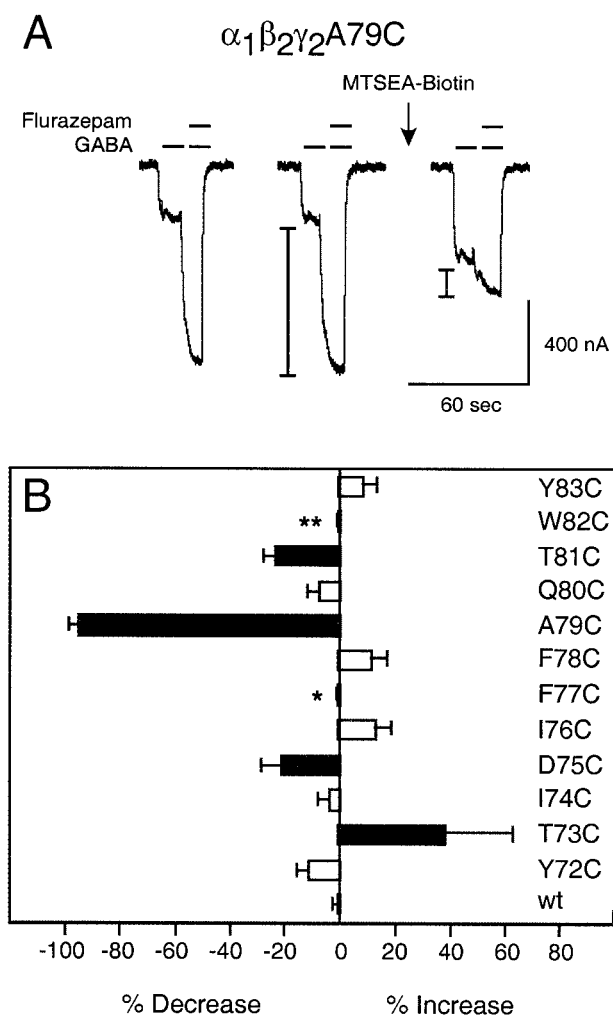 A
α1β2γ2A79C
MTSEA-Biotin
Flurazepam
GABA
400 nA
60 sec
B
Y83C
** W82C
T81C
Q80C
A79C
F78C
* F77C
I76C
D75C
I74C
T73C
Y72C
wt
-100 -80 -60 -40 -20 0 20 40 60 80
% Decrease % Increase